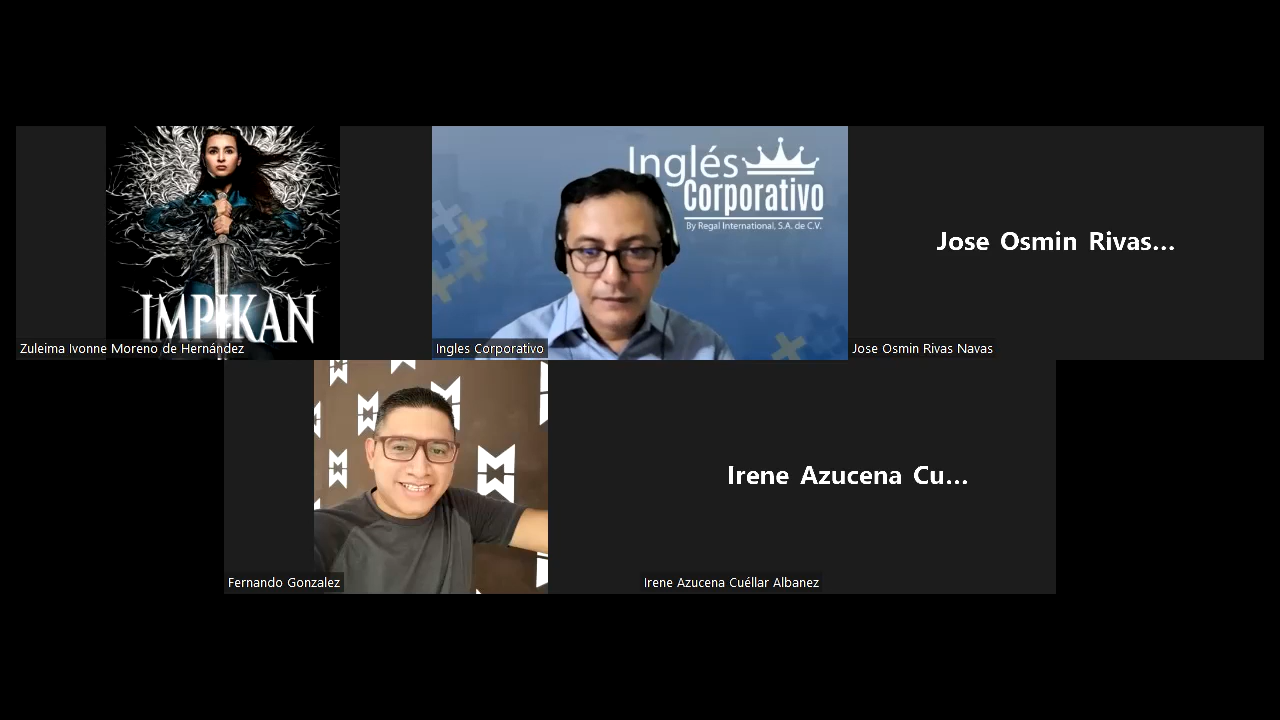 IMPIKAN
Zuleima Ivonne Moreno de Hernández
Inglés
Corporativo
By Regal International, S.A. de C.V.
Ingles Corporativo
Jose Osmin Rivas...
Jose Osmin Rivas Navas
Fernando Gonzalez
Irene Azucena Cu...
Irene Azucena Cuéllar Albanez